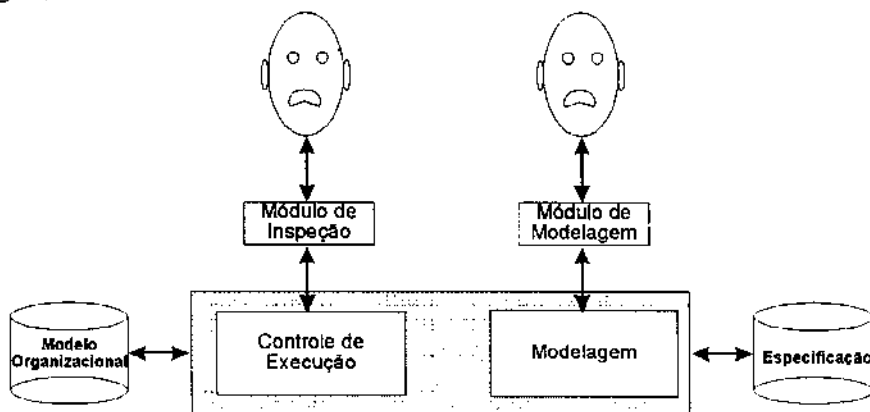 Módulo de
Inspeção
Módulo de
Modelagem
Modelo
Organizacional
Controle de
Execução
Modelagem
Especificação